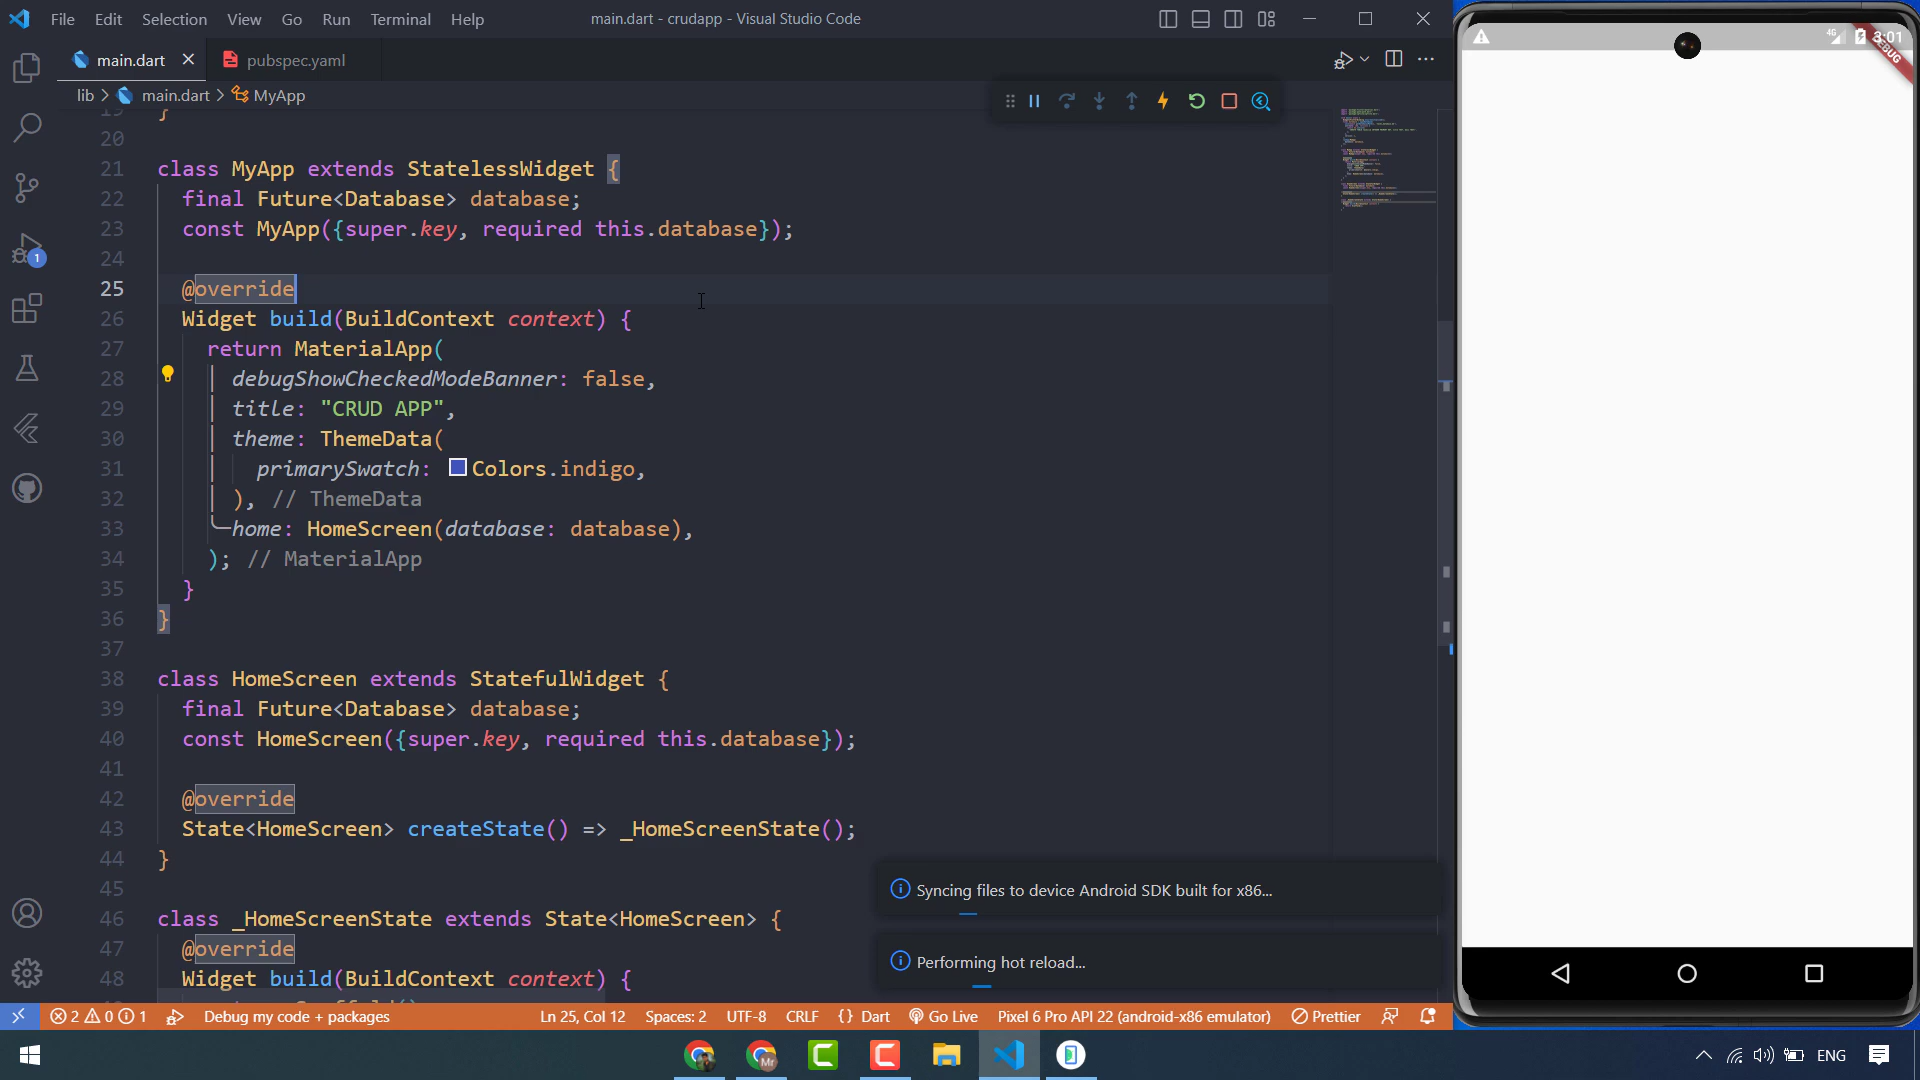 File Edit Selection View Go Run Terminal Help
main.dart - crudapp - Visual Studio Code
main.dart
pubspec.yaml
lib > main.dart > MyApp
19 }
20
21 class MyApp extends StatelessWidget {
22 final Future<Database> database;
23 const MyApp({super.key, required this.database});
24
25 @override
26 Widget build(BuildContext context) {
27 return MaterialApp(
28 debugShowCheckedModeBanner: false,
29 title: "CRUD APP",
30 theme: ThemeData(
31 primarySwatch: Colors.indigo,
32 ), // ThemeData
33 home: HomeScreen(database: database),
34 ); // MaterialApp
35 }
36 }
37
38 class HomeScreen extends StatefulWidget {
39 final Future<Database> database;
40 const HomeScreen({super.key, required this.database});
41
42 @override
43 State<HomeScreen> createState() => _HomeScreenState();
44 }
45
46 class _HomeScreenState extends State<HomeScreen> {
47 @override
48 Widget build(BuildContext context) {
Syncing files to device Android SDK built for x86...
Performing hot reload...
1
2 0 1 Debug my code + packages
Ln 25, Col 12 Spaces: 2 UTF-8 CRLF {} Dart Go Live Pixel 6 Pro API 22 (android-x86 emulator) Prettier
4G 3:01
DEBUG
Mr
ENG